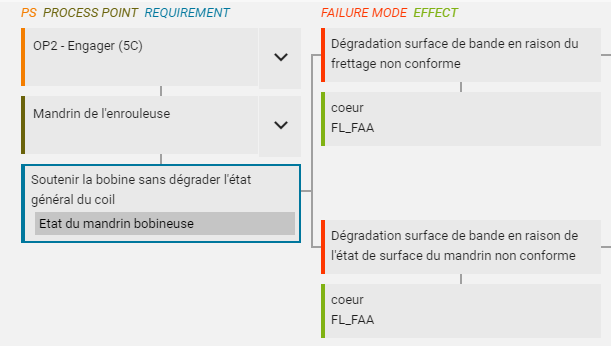 PS PROCESS POINT REQUIREMENT
FAILURE MODE EFFECT
OP2 - Engager (5C)
Mandrin de l'enrouleuse
Soutenir la bobine sans dégrader l'état
général du coil
Etat du mandrin bobineuse
Dégradation surface de bande en raison du
frettage non conforme
coeur
FL_FAA
Dégradation surface de bande en raison de
l'état de surface du mandrin non conforme
coeur
FL_FAA